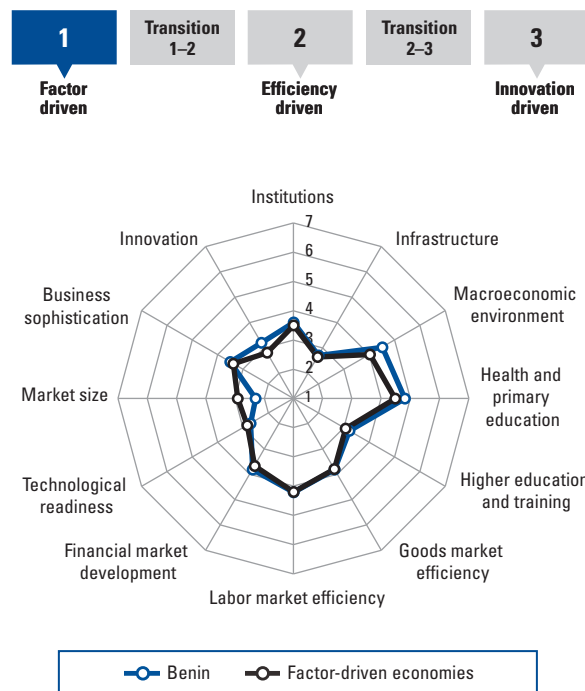 1
Transition
1–2
2
Transition
2–3
3
Factor
driven
Efficiency
driven
Innovation
driven
Institutions
7
6
5
4
3
2
1
Infrastructure
Macroeconomic
environment
Health and
primary
education
Higher education
and training
Goods market
efficiency
Labor market efficiency
Financial market
development
Technological
readiness
Market size
Business
sophistication
Innovation
Benin
Factor-driven economies